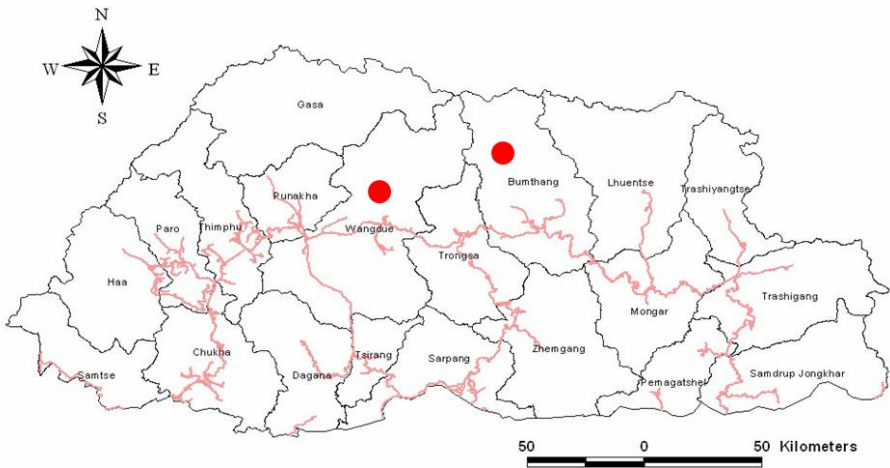 N
W E
S
Gasa
Punakha
Bumthang
Lhuentse
Trashiyangtse
Paro
Thimphu
Wangdue
Trongsa
Haa
Trashigang
Mongar
Chukha
Tsirang
Sarpang
Zhemgang
Samtse
Dagana
Pemagatshel
Samdrup Jongkhar
50 0 50 Kilometers